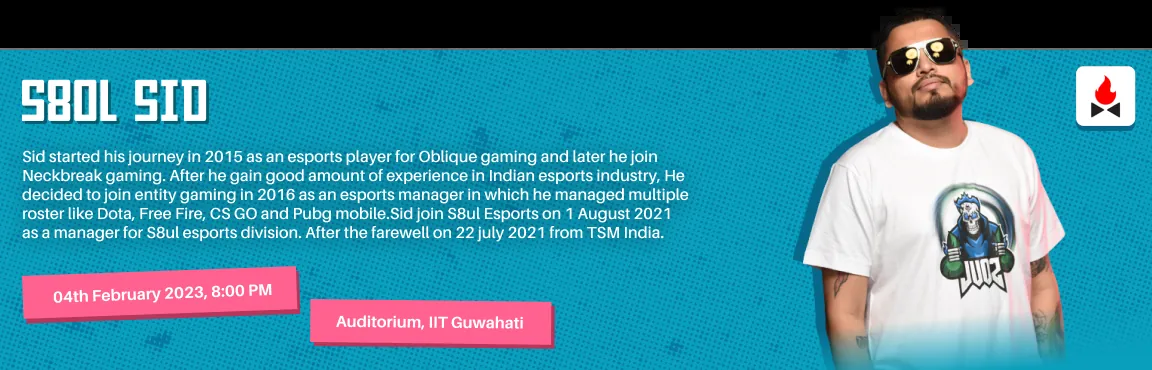 S8OL SID
Sid started his journey in 2015 as an esports player for Oblique gaming and later he join
Neckbreak gaming. After he gain good amount of experience in Indian esports industry, He
decided to join entity gaming in 2016 as an esports manager in which he managed multiple
roster like Dota, Free Fire, CS GO and Pubg mobile.Sid join S8ul Esports on 1 August 2021
as a manager for S8ul esports division. After the farewell on 22 july 2021 from TSM India.
04th February 2023, 8:00 PM
Auditorium, IIT Guwahati
JVOZ